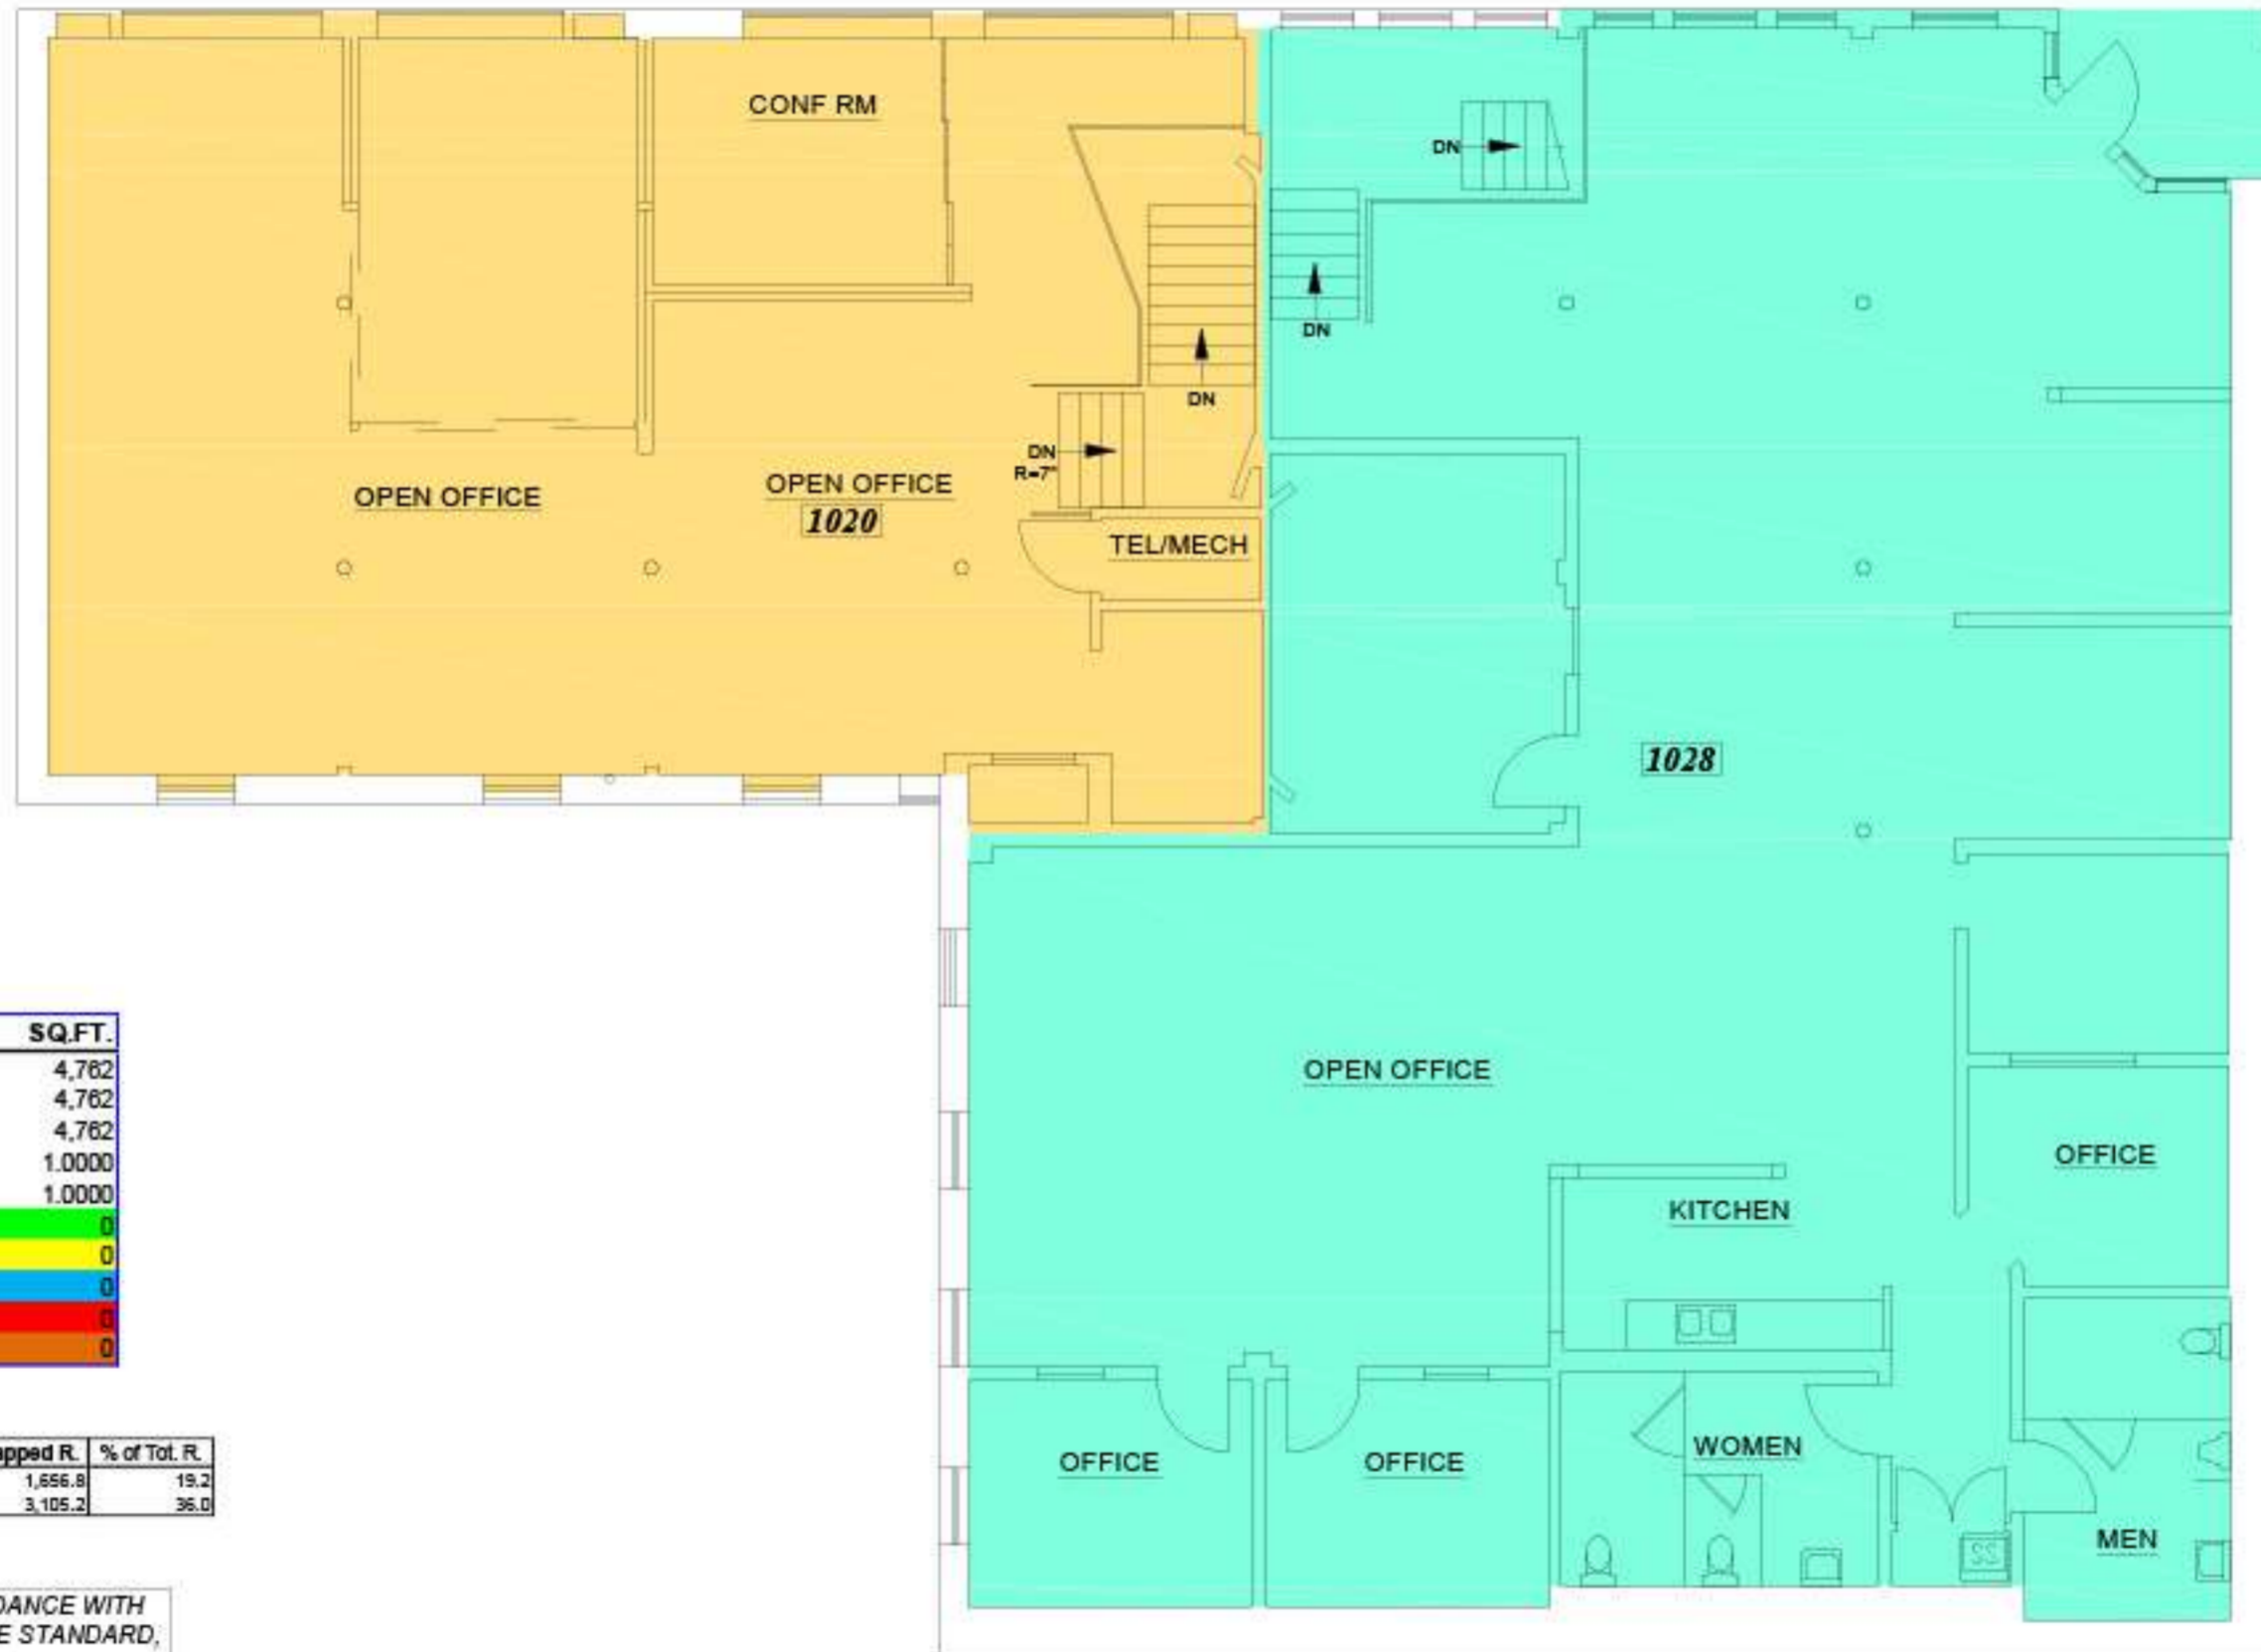 CONF RM
DN
DN
DN
DN
R=7"
OPEN OFFICE
OPEN OFFICE
1020
TEL/MECH
1028
OPEN OFFICE
OFFICE
KITCHEN
OFFICE
OFFICE
WOMEN
MEN
SQ.FT.
4,762
4,762
4,762
1.0000
1.0000
0
0
0
0
0
apped R. % of Tot. R.
1,656.8 19.2
3,105.2 36.0
DANCE WITH
E STANDARD,